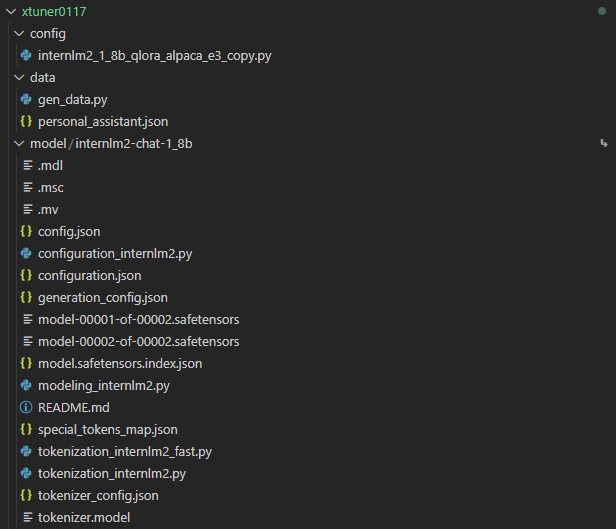 xtuner0117
config
internlm2_1_8b_qlora_alpaca_e3_copy.py
data
gen_data.py
personal_assistant.json
model/internlm2-chat-1_8b
.mdl
.msc
.mv
config.json
configuration_internlm2.py
configuration.json
generation_config.json
model-00001-of-00002.safetensors
model-00002-of-00002.safetensors
model.safetensors.index.json
modeling_internlm2.py
README.md
special_tokens_map.json
tokenization_internlm2_fast.py
tokenization_internlm2.py
tokenizer_config.json
tokenizer.model